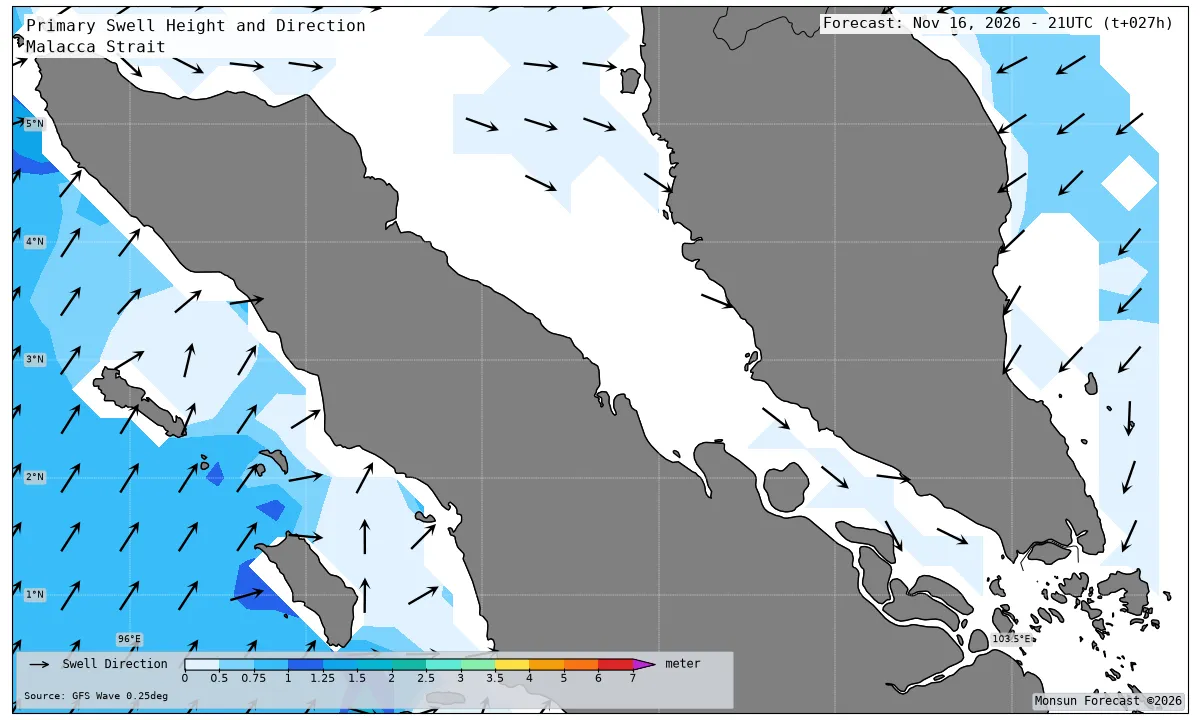 Primary Swell Height and Direction
Malacca Strait
Forecast: Nov 16, 2026 - 21UTC (t+027h)
5°N
4°N
3°N
2°N
1°N
96°E
103.5°E
Swell Direction
meter
0 0.5 0.75 1 1.25 1.5 2 2.5 3 3.5 4 5 6 7
Source: GFS Wave 0.25deg
Monsun Forecast ©2026